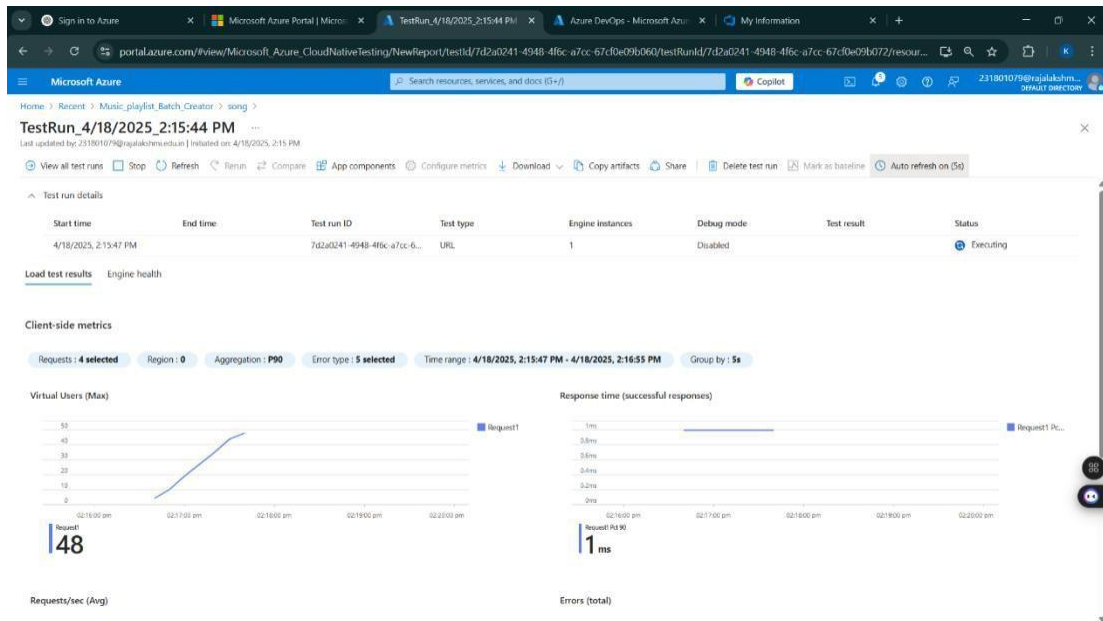 Sign in to Azure
Microsoft Azure Portal | Micros
TestRun_4/18/2025_2:15:44 PM
Azure DevOps - Microsoft Azu
My Information
portal.azure.com/#view/Microsoft_Azure_CloudNativeTesting/NewReport/testId/7d2a0241-4948-4f6c-a7cc-67cf0e09b060/testRunId/7d2a0241-4948-4f6c-a7cc-67cf0e09b072/resour...
K
Microsoft Azure
Search resources, services, and docs (G+/)
Copilot
231801079@rajalakshm...
DEFAULT DIRECTORY
Home > Recent > Music_playlist_Batch_Creator > song >
TestRun_4/18/2025_2:15:44 PM ...
Last updated by: 231801079@rajalakshmi.edu.in | Initiated on: 4/18/2025, 2:15 PM
View all test runs Stop Refresh Rerun Compare App components Configure metrics Download Copy artifacts Share Delete test run Mark as baseline Auto refresh on (5s)
Test run details
Start time End time Test run ID Test type Engine instances Debug mode Test result Status
4/18/2025, 2:15:47 PM 7d2a0241-4948-4f6c-a7cc-6... URL 1 Disabled Executing
Load test results Engine health
Client-side metrics
Requests : 4 selected Region : 0 Aggregation : P90 Error type : 5 selected Time range : 4/18/2025, 2:15:47 PM - 4/18/2025, 2:16:55 PM Group by : 5s
Virtual Users (Max)
50
40
30
20
10
0
02:16:00 pm 02:17:00 pm 02:18:00 pm 02:19:00 pm 02:20:00 pm
Request1
Request1
48
Response time (successful responses)
1ms
0.8ms
0.6ms
0.4ms
0.2ms
0ms
02:16:00 pm 02:17:00 pm 02:18:00 pm 02:19:00 pm 02:20:00 pm
Request1 Pc...
Request1 Pct 90
1 ms
Requests/sec (Avg)
Errors (total)